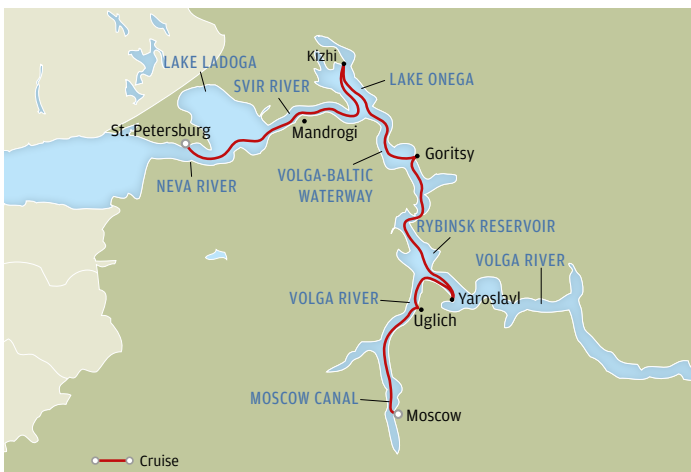 Kizhi
LAKE LADOGA
LAKE ONEGA
SVIR RIVER
St. Petersburg
Mandrogi
Goritsy
NEVA RIVER
VOLGA-BALTIC
WATERWAY
RYBINSK RESERVOIR
VOLGA RIVER
VOLGA RIVER
Yaroslavl
Uglich
MOSCOW CANAL
Moscow
Cruise